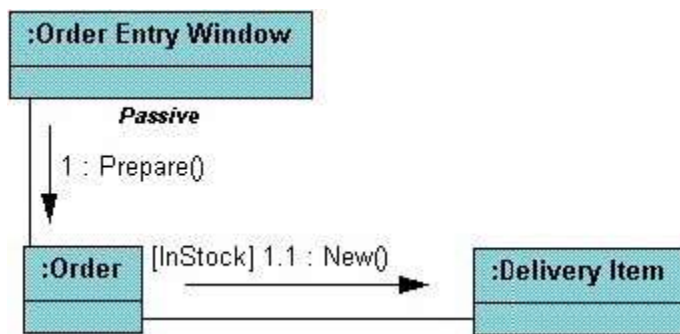 :Order Entry Window
Passive
1 : Prepare()
:Order
[InStock] 1.1 : New()
:Delivery Item